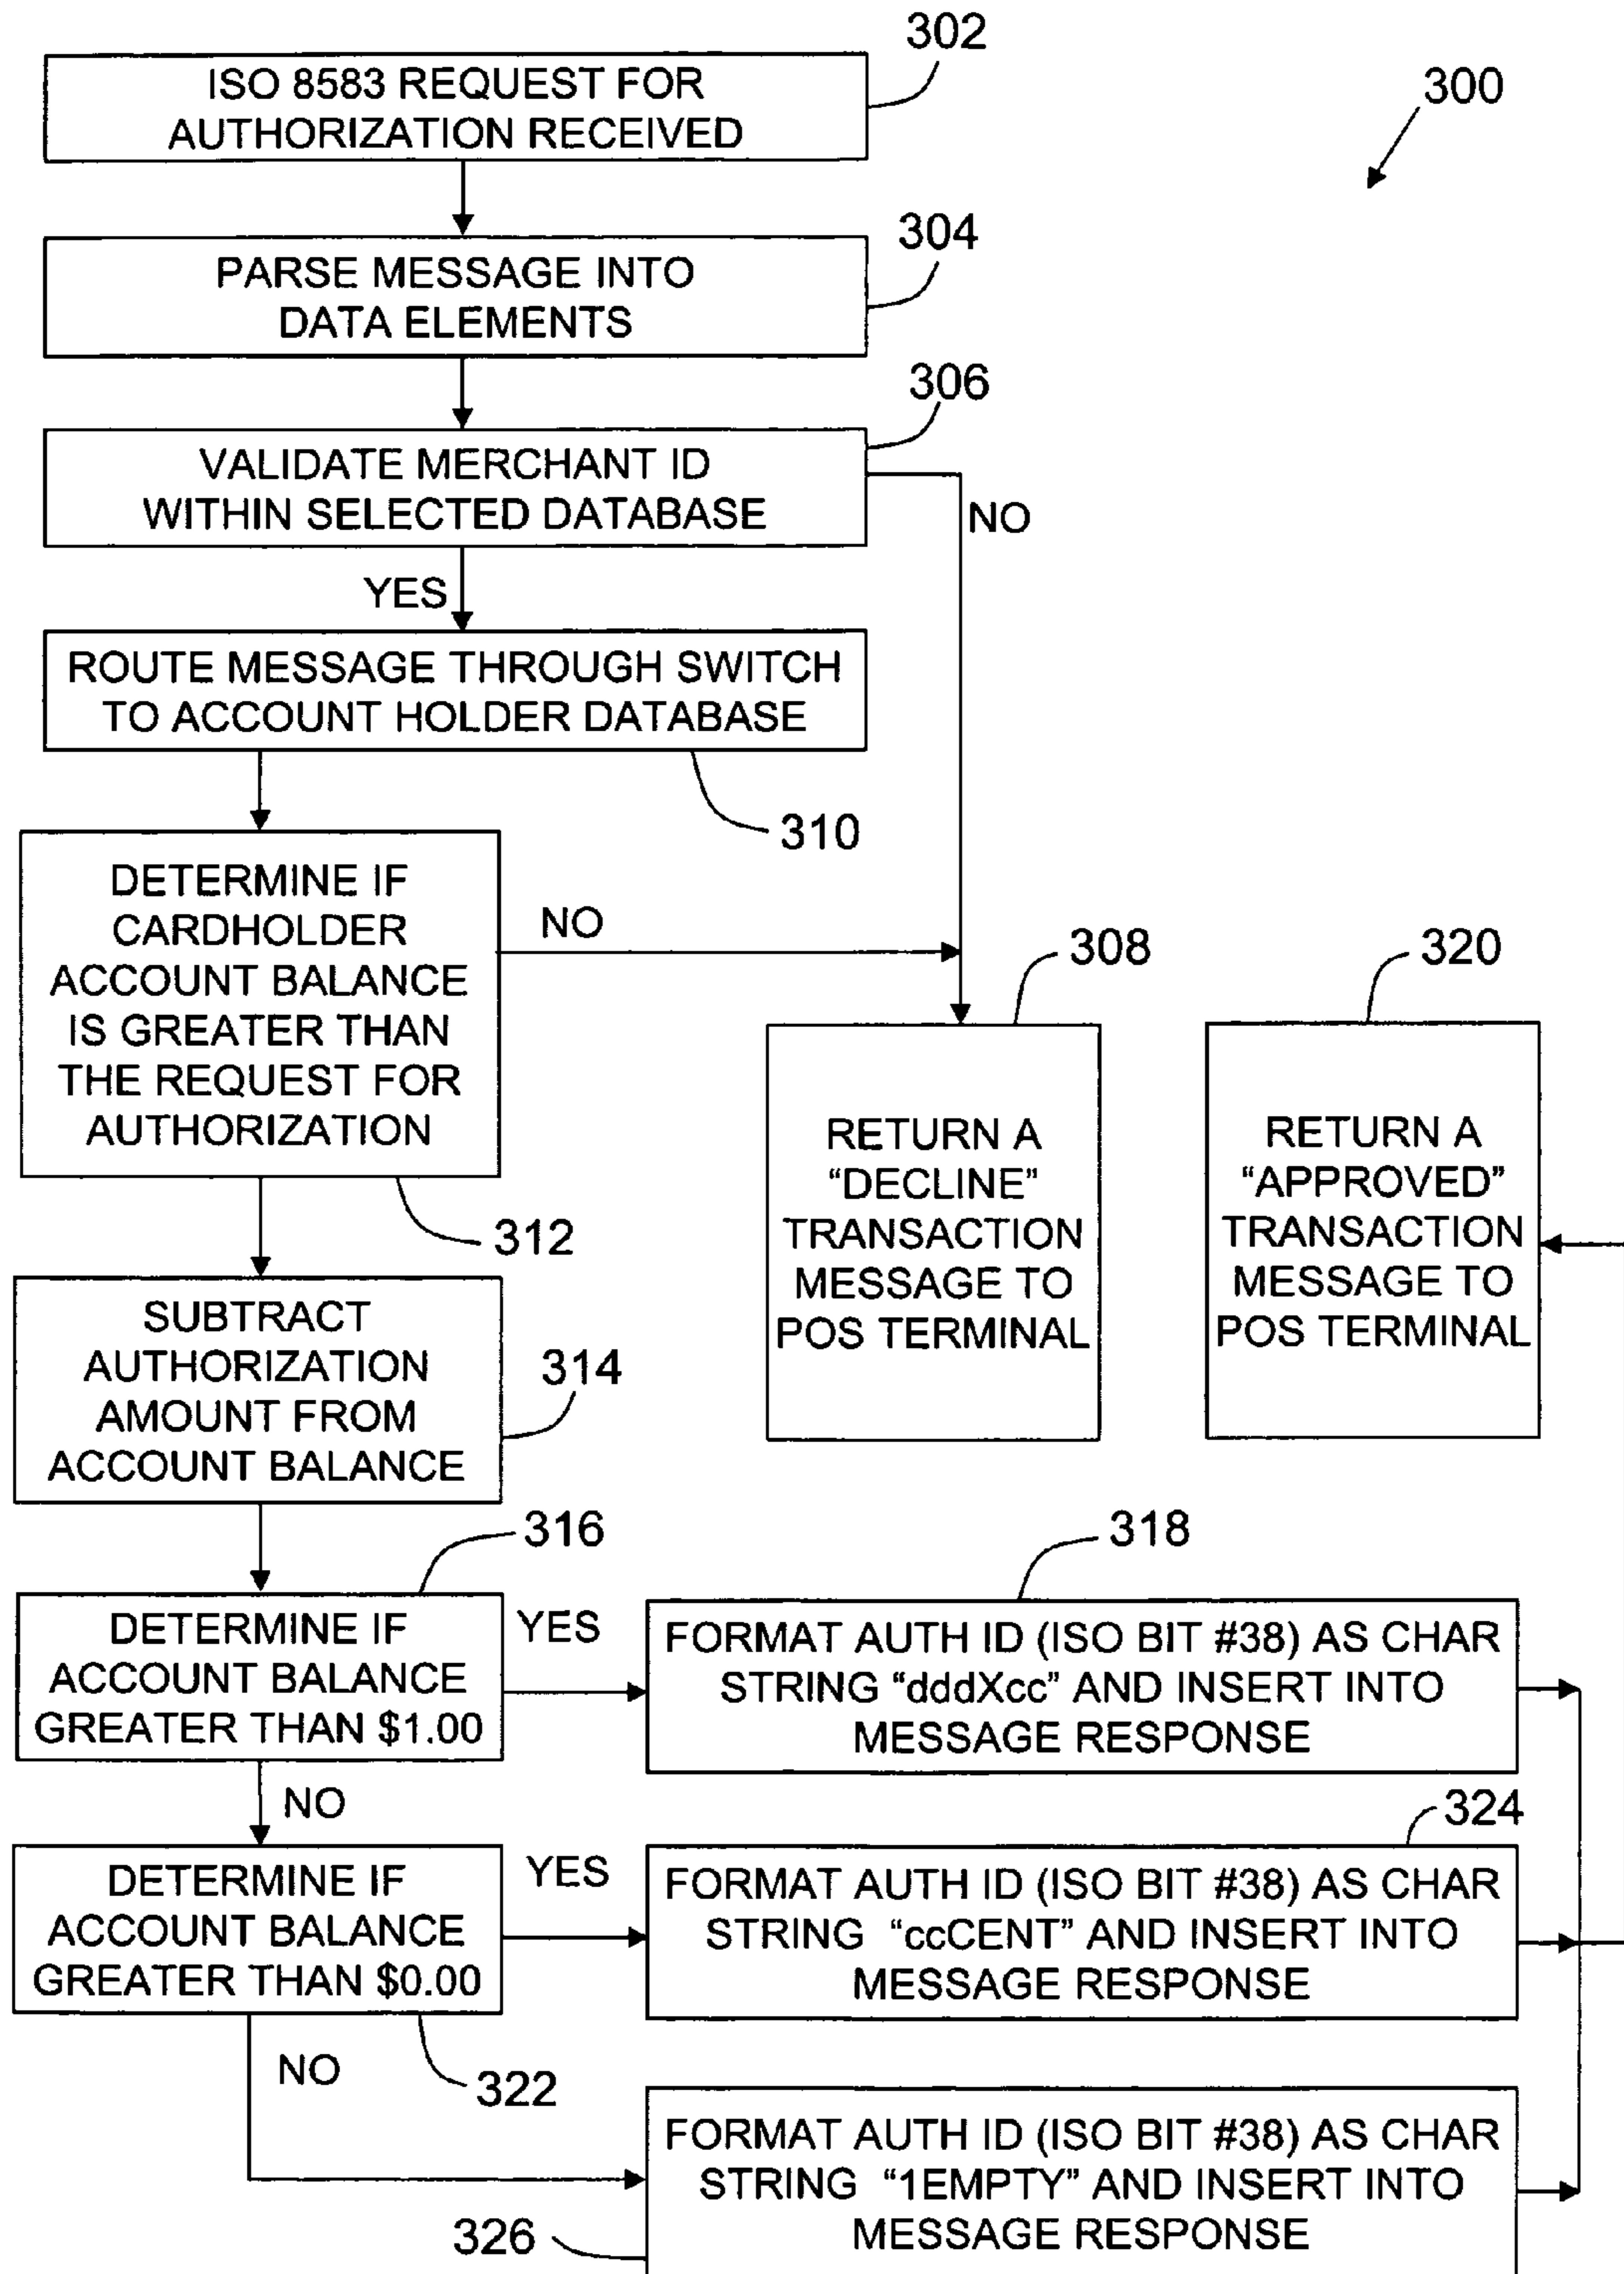 302
ISO 8583 REQUEST FOR
AUTHORIZATION RECEIVED
300
304
PARSE MESSAGE INTO
DATA ELEMENTS
306
VALIDATE MERCHANT ID
WITHIN SELECTED DATABASE
NO
YES
ROUTE MESSAGE THROUGH SWITCH
TO ACCOUNT HOLDER DATABASE
310
DETERMINE IF
CARDHOLDER
ACCOUNT BALANCE
IS GREATER THAN
THE REQUEST FOR
AUTHORIZATION
NO
312
308
RETURN A
“DECLINE”
TRANSACTION
MESSAGE TO
POS TERMINAL
320
RETURN A
“APPROVED”
TRANSACTION
MESSAGE TO
POS TERMINAL
SUBTRACT
AUTHORIZATION
AMOUNT FROM
ACCOUNT BALANCE
314
316
DETERMINE IF
ACCOUNT BALANCE
GREATER THAN $1.00
YES
318
FORMAT AUTH ID (ISO BIT #38) AS CHAR
STRING “dddXcc” AND INSERT INTO
MESSAGE RESPONSE
NO
DETERMINE IF
ACCOUNT BALANCE
GREATER THAN $0.00
YES
324
FORMAT AUTH ID (ISO BIT #38) AS CHAR
STRING “ccCENT” AND INSERT INTO
MESSAGE RESPONSE
NO
322
FORMAT AUTH ID (ISO BIT #38) AS CHAR
STRING “1EMPTY” AND INSERT INTO
MESSAGE RESPONSE
326